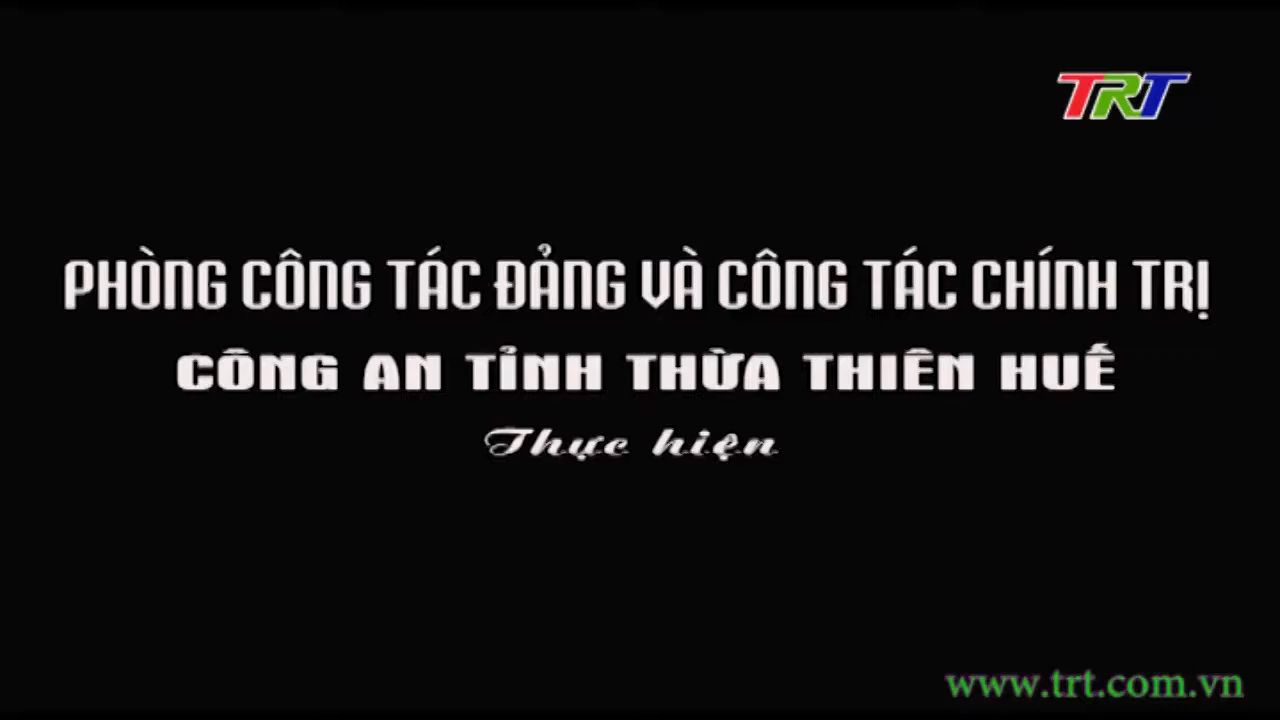 TRT
PHÒNG CÔNG TÁC ĐẢNG VÀ CÔNG TÁC CHÍNH TRỊ
CÔNG AN TỈNH THỪA THIÊN HUẾ
Thực hiện
www.trt.com.vn